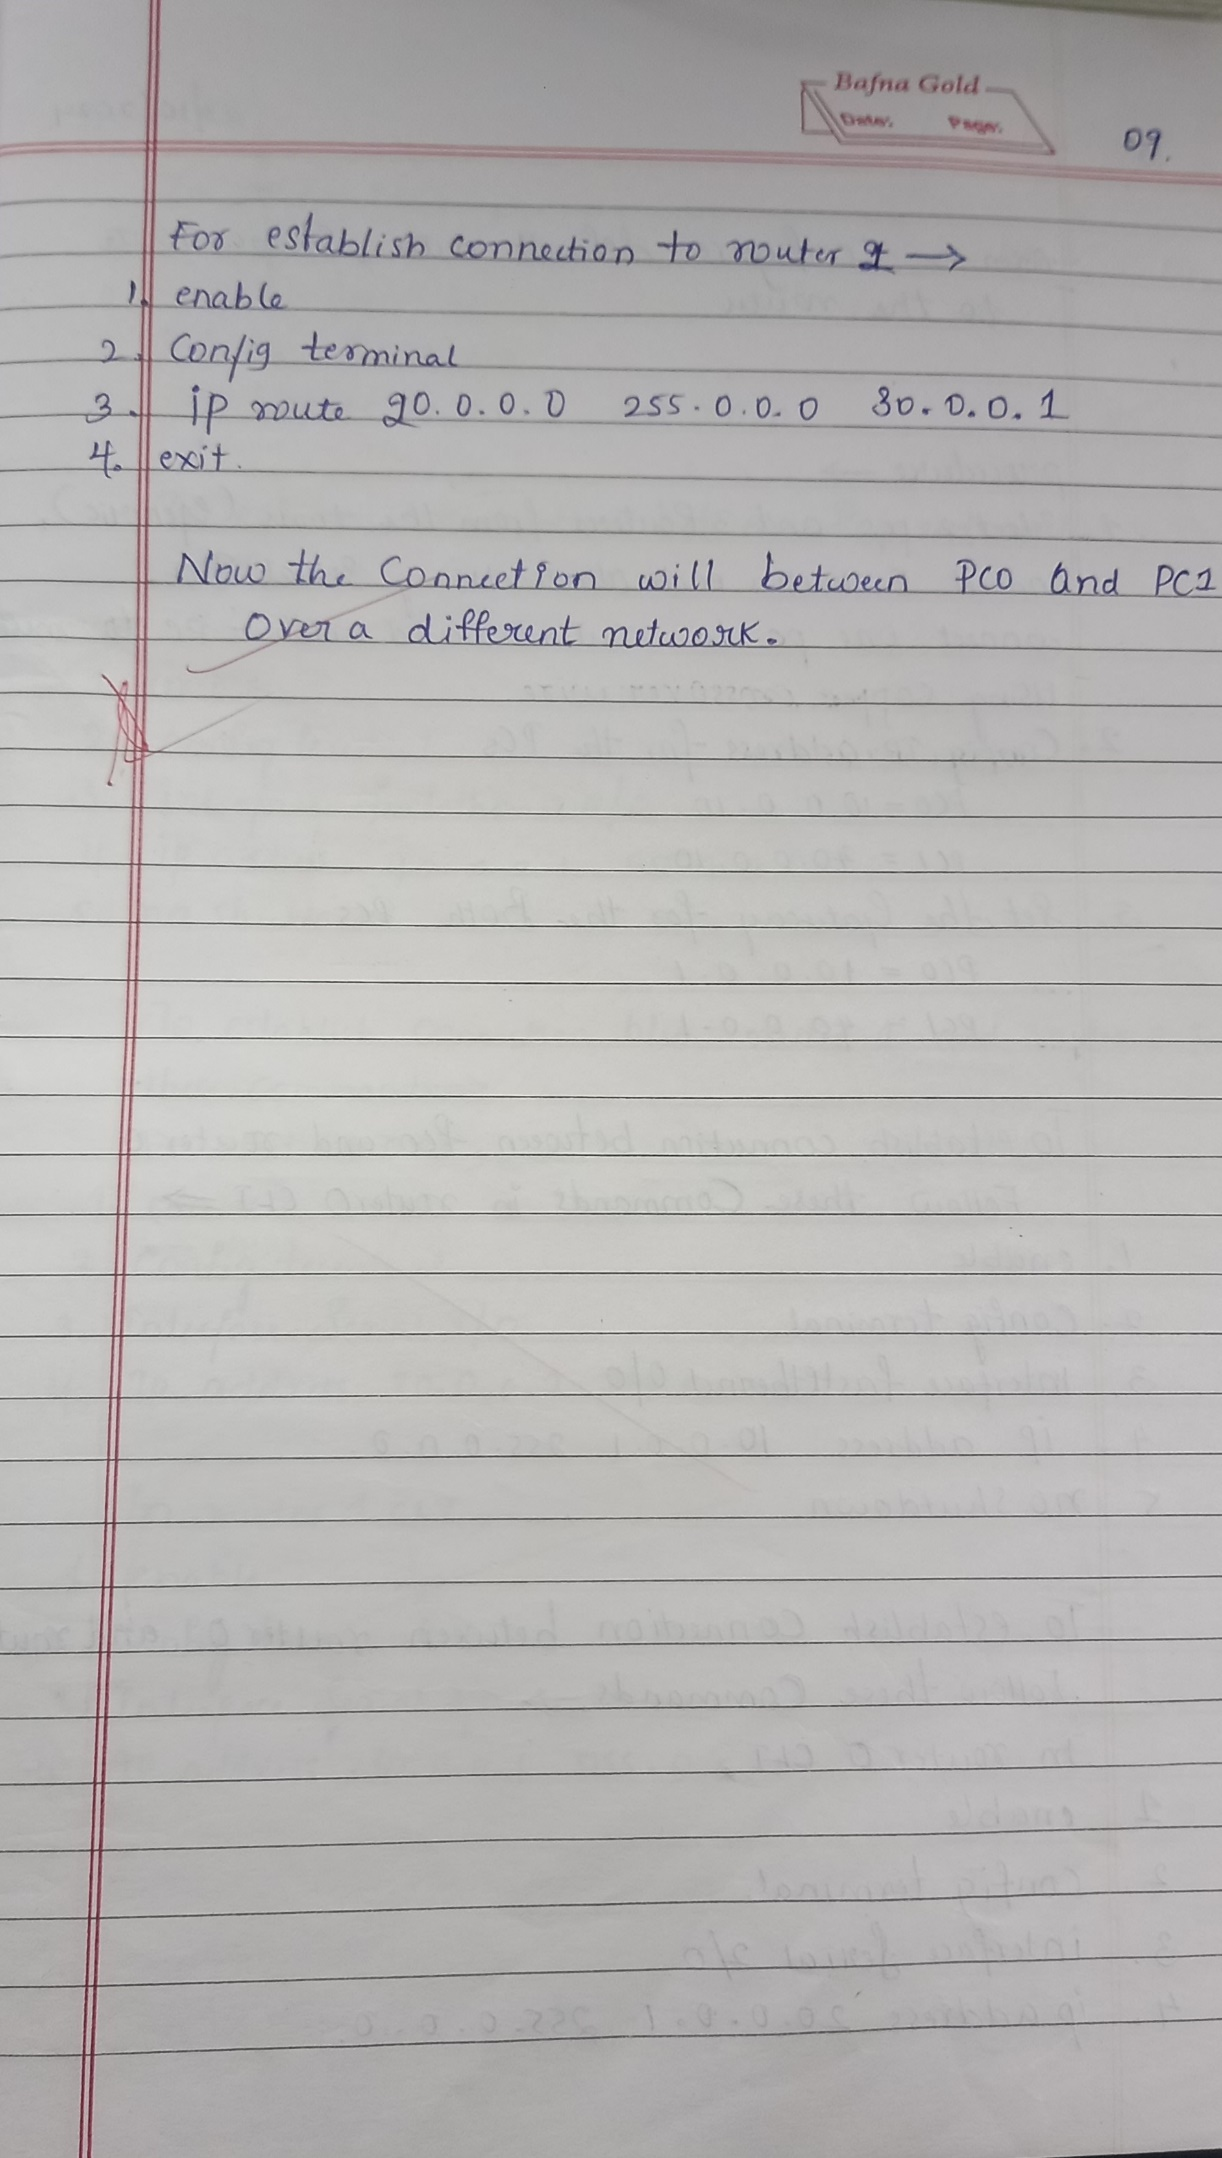 Bafna Gold
Date: Page:
09.
For establish connection to router 1 →
1. enable
2. Config terminal
3. ip route 20.0.0.0 255.0.0.0 30.0.0.1
4. exit.
Now the Connection will between PC0 and PC1
Over a different network.